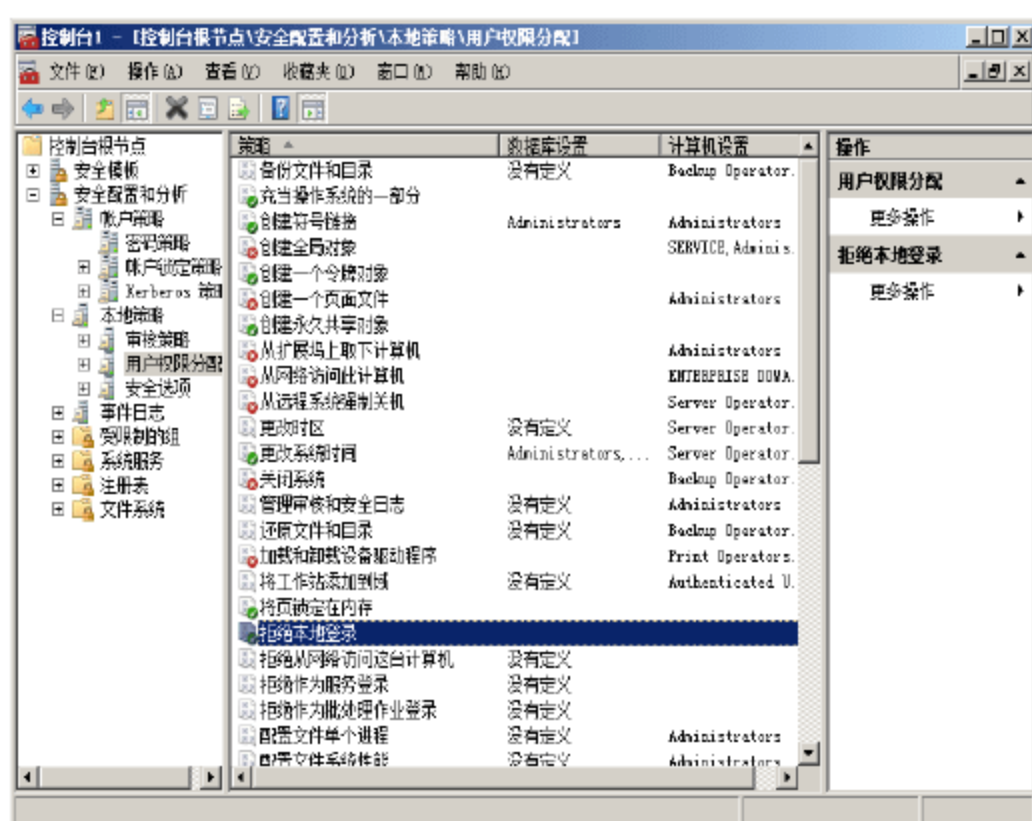 控制台1 - [控制台根节点\安全配置和分析\本地策略\用户权限分配]
文件(F) 操作(A) 查看(V) 收藏夹(O) 窗口(W) 帮助(H)
控制台根节点
安全模板
安全配置和分析
帐户策略
密码策略
帐户锁定策略
Kerberos 策
本地策略
审核策略
用户权限分配
安全选项
事件日志
受限制的组
系统服务
注册表
文件系统
策略 数据库设置 计算机设置
备份文件和目录 没有定义 Backup Operator.
充当操作系统的一部分
创建符号链接 Administrators Administrators
创建全局对象 SERVICE,Adminis.
创建一个令牌对象
创建一个页面文件 Administrators
创建永久共享对象
从扩展坞上取下计算机 Administrators
从网络访问此计算机 ENTERPRISE DOMA.
从远程系统强制关机 Server Operator.
更改时区 没有定义 Server Operator.
更改系统时间 Administrators,... Server Operator.
关闭系统 Backup Operator.
管理审核和安全日志 没有定义 Administrators
还原文件和目录 没有定义 Backup Operator.
加载和卸载设备驱动程序 Print Operators.
将工作站添加到域 没有定义 Authenticated U.
将页锁定在内存
拒绝本地登录
拒绝从网络访问这台计算机 没有定义
拒绝作为服务登录 没有定义
拒绝作为批处理作业登录 没有定义
配置文件单个进程 没有定义 Administrators
配置文件系统性能 没有定义 Administrators
操作
用户权限分配
更多操作
拒绝本地登录
更多操作